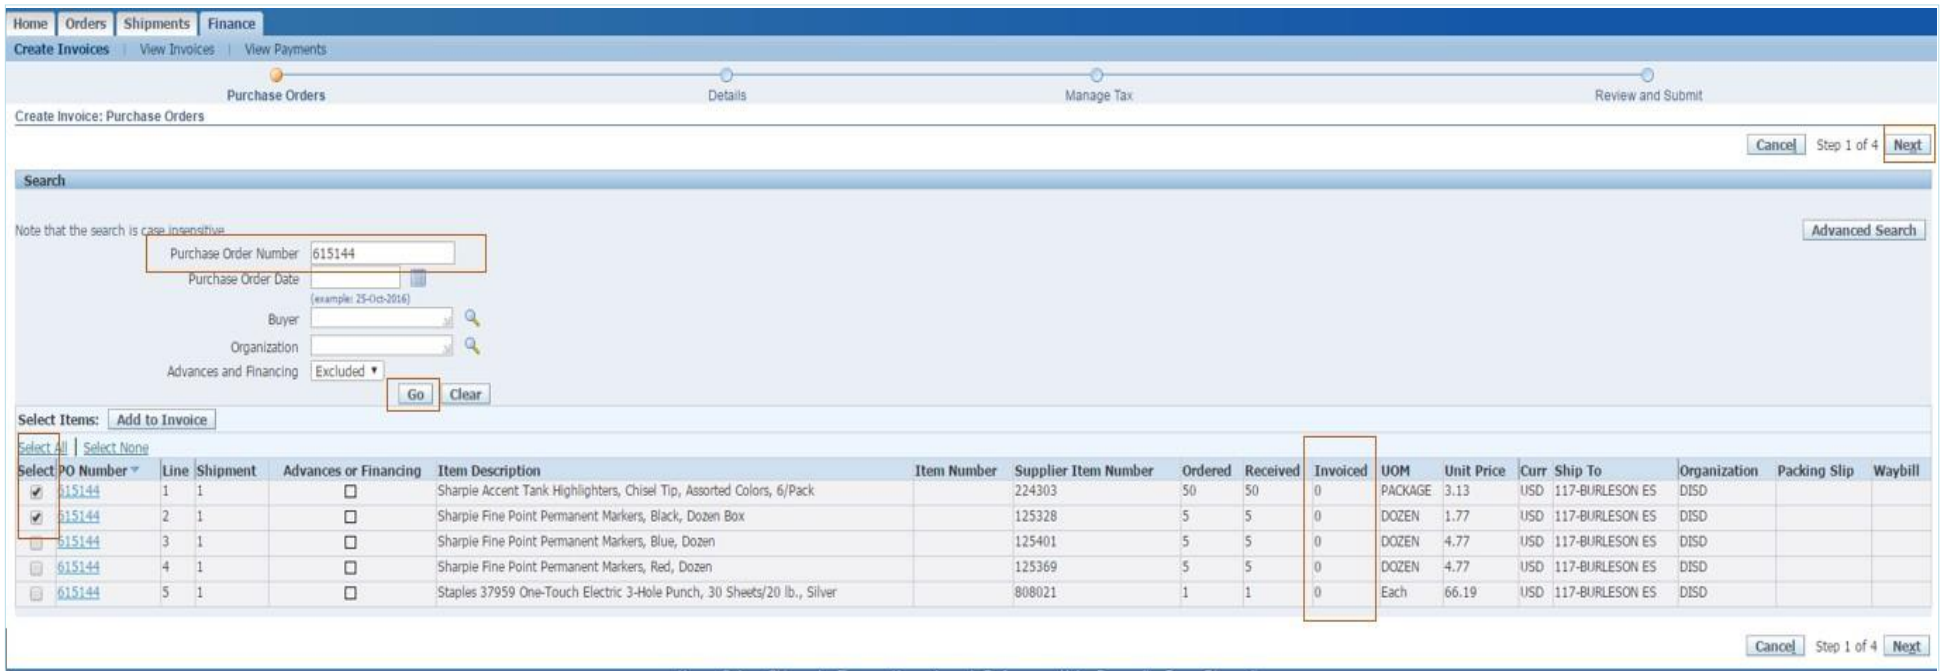 Home Orders Shipments Finance
Create Invoices | View Invoices | View Payments
Purchase Orders Details Manage Tax Review and Submit
Create Invoice: Purchase Orders
Cancel Step 1 of 4 Next
Search
Note that the search is case insensitive
Advanced Search
Purchase Order Number 615144
Purchase Order Date
(example: 25-Oct-2016)
Buyer
Organization
Advances and Financing Excluded
Go Clear
Select Items: Add to Invoice
Select All | Select None
Select PO Number Line Shipment Advances or Financing Item Description Item Number Supplier Item Number Ordered Received Invoiced UOM Unit Price Curr Ship To Organization Packing Slip Waybill
615144 1 1 Sharpie Accent Tank Highlighters, Chisel Tip, Assorted Colors, 6/Pack 224303 50 50 0 PACKAGE 3.13 USD 117-BURLESON ES DISD
615144 2 1 Sharpie Fine Point Permanent Markers, Black, Dozen Box 125328 5 5 0 DOZEN 1.77 USD 117-BURLESON ES DISD
615144 3 1 Sharpie Fine Point Permanent Markers, Blue, Dozen 125401 5 5 0 DOZEN 4.77 USD 117-BURLESON ES DISD
615144 4 1 Sharpie Fine Point Permanent Markers, Red, Dozen 125369 5 5 0 DOZEN 4.77 USD 117-BURLESON ES DISD
615144 5 1 Staples 37959 One-Touch Electric 3-Hole Punch, 30 Sheets/20 lb., Silver 808021 1 1 0 Each 66.19 USD 117-BURLESON ES DISD
Cancel Step 1 of 4 Next